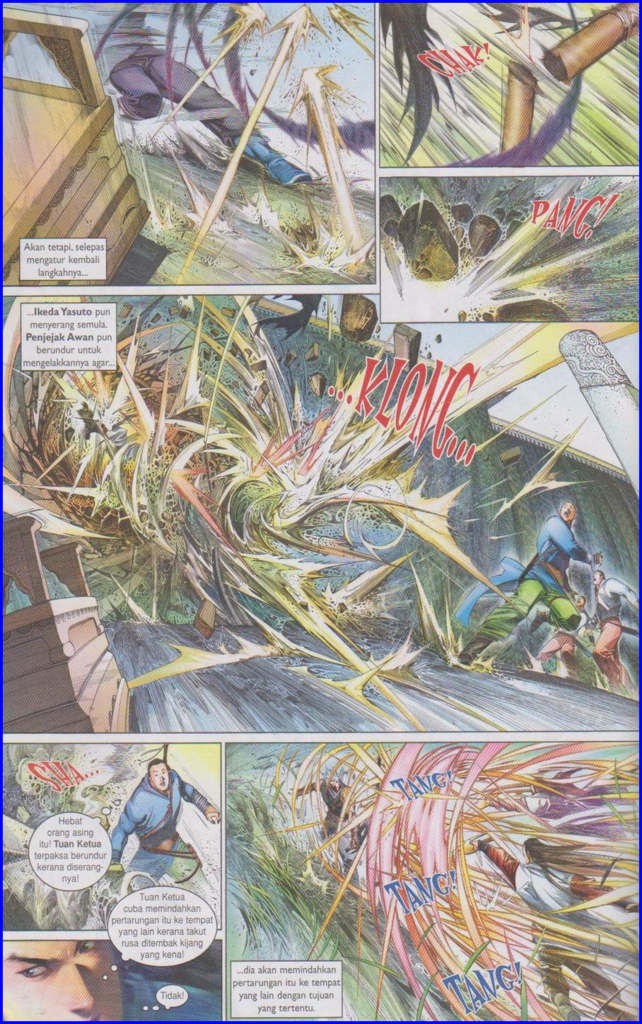 CHAK!
PANG!
Akan tetapi, selepas
mengatur kembali
langkahnya...
...Ikeda Yasuto pun
menyerang semula.
Penjejak Awan pun
berundur untuk
mengelakkannya agar...
...KLONG...
SHA...
Hebat
orang asing
itu! Tuan Ketua
terpaksa berundur
kerana diserang-
nya!
Tuan Ketua
cuba memindahkan
pertarungan itu ke tempat
yang lain kerana takut
rusa ditembak kijang
yang kena!
Tidak!
TANG!
TANG!
TANG!
...dia akan memindahkan
pertarungan itu ke tempat
yang lain dengan tujuan
yang tertentu.